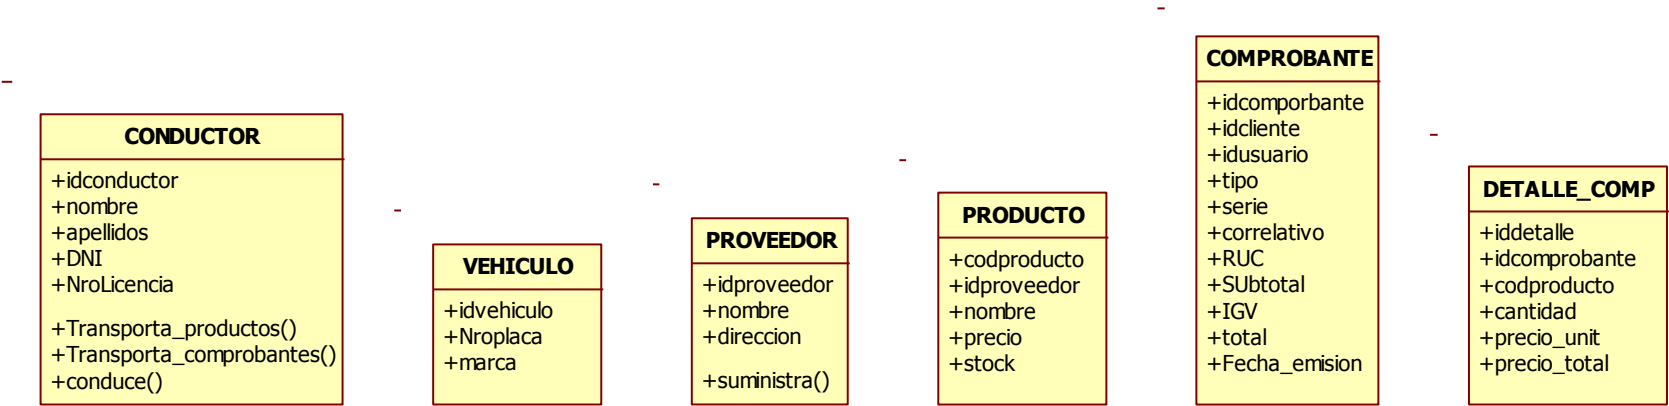 CONDUCTOR
+idconductor
+nombre
+apellidos
+DNI
+NroLicencia
+Transporta_productos()
+Transporta_comprobantes()
+conduce()
VEHICULO
+idvehiculo
+Nroplaca
+marca
PROVEEDOR
+idproveedor
+nombre
+direccion
+suministra()
PRODUCTO
+codproducto
+idproveedor
+nombre
+precio
+stock
COMPROBANTE
+idcomporbante
+idcliente
+idusuario
+tipo
+serie
+correlativo
+RUC
+SUbtotal
+IGV
+total
+Fecha_emision
DETALLE_COMP
+iddetalle
+idcomprobante
+codproducto
+cantidad
+precio_unit
+precio_total